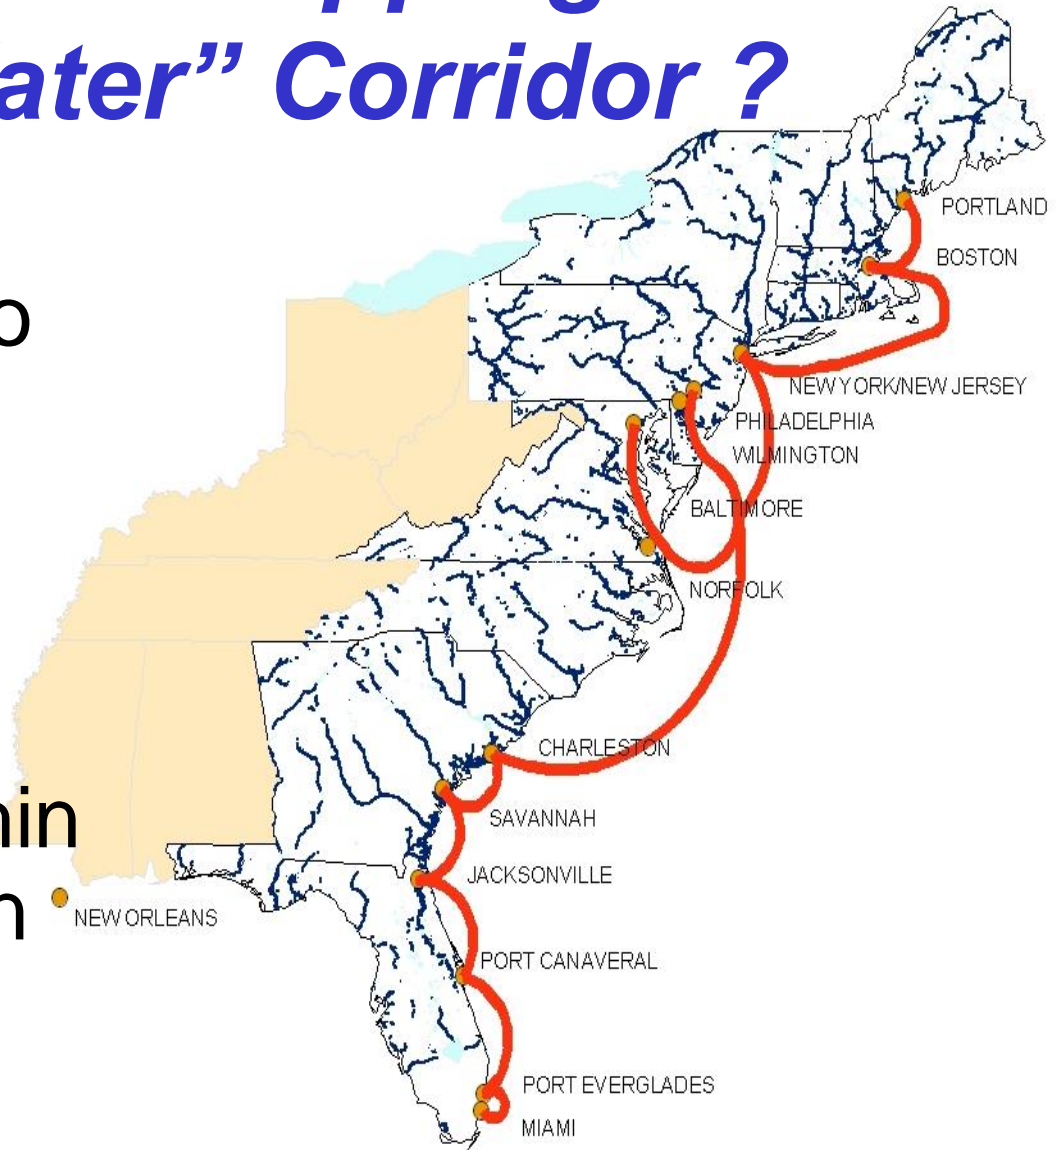 ater” Corridor ?
PORTLAND
BOSTON
NEW YORK/NEW JERSEY
PHILADELPHIA
WILMINGTON
BALTIMORE
NORFOLK
CHARLESTON
SAVANNAH
JACKSONVILLE
NEW ORLEANS
PORT CANAVERAL
PORT EVERGLADES
MIAMI